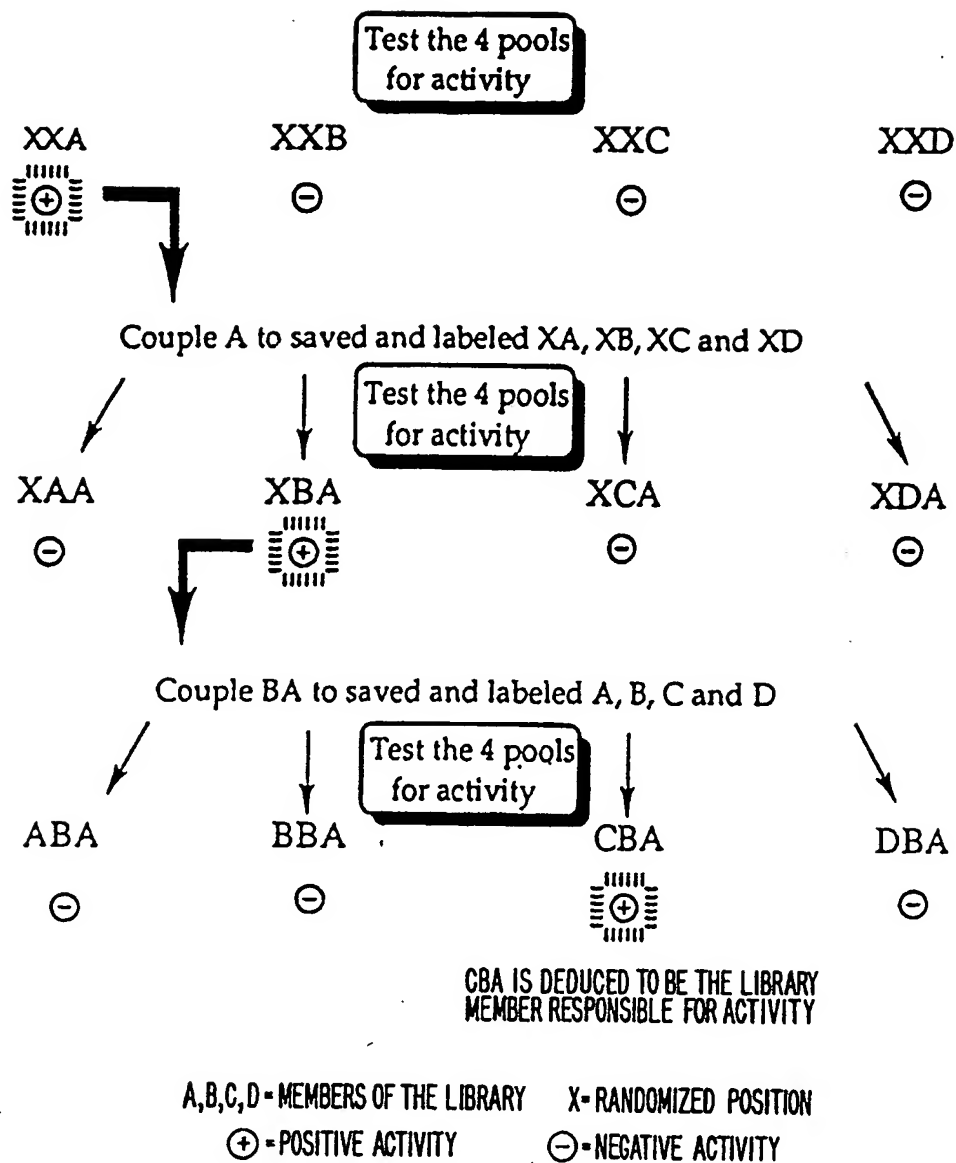 Test the 4 pools
for activity
XXA XXB XXC XXD
⊕ ⊖ ⊖ ⊖
Couple A to saved and labeled XA, XB, XC and XD
Test the 4 pools
for activity
XAA XBA XCA XDA
⊖ ⊕ ⊖ ⊖
Couple BA to saved and labeled A, B, C and D
Test the 4 pools
for activity
ABA BBA CBA DBA
⊖ ⊖ ⊕ ⊖
CBA IS DEDUCED TO BE THE LIBRARY
MEMBER RESPONSIBLE FOR ACTIVITY
A,B,C,D = MEMBERS OF THE LIBRARY X = RANDOMIZED POSITION
⊕ = POSITIVE ACTIVITY ⊖ = NEGATIVE ACTIVITY